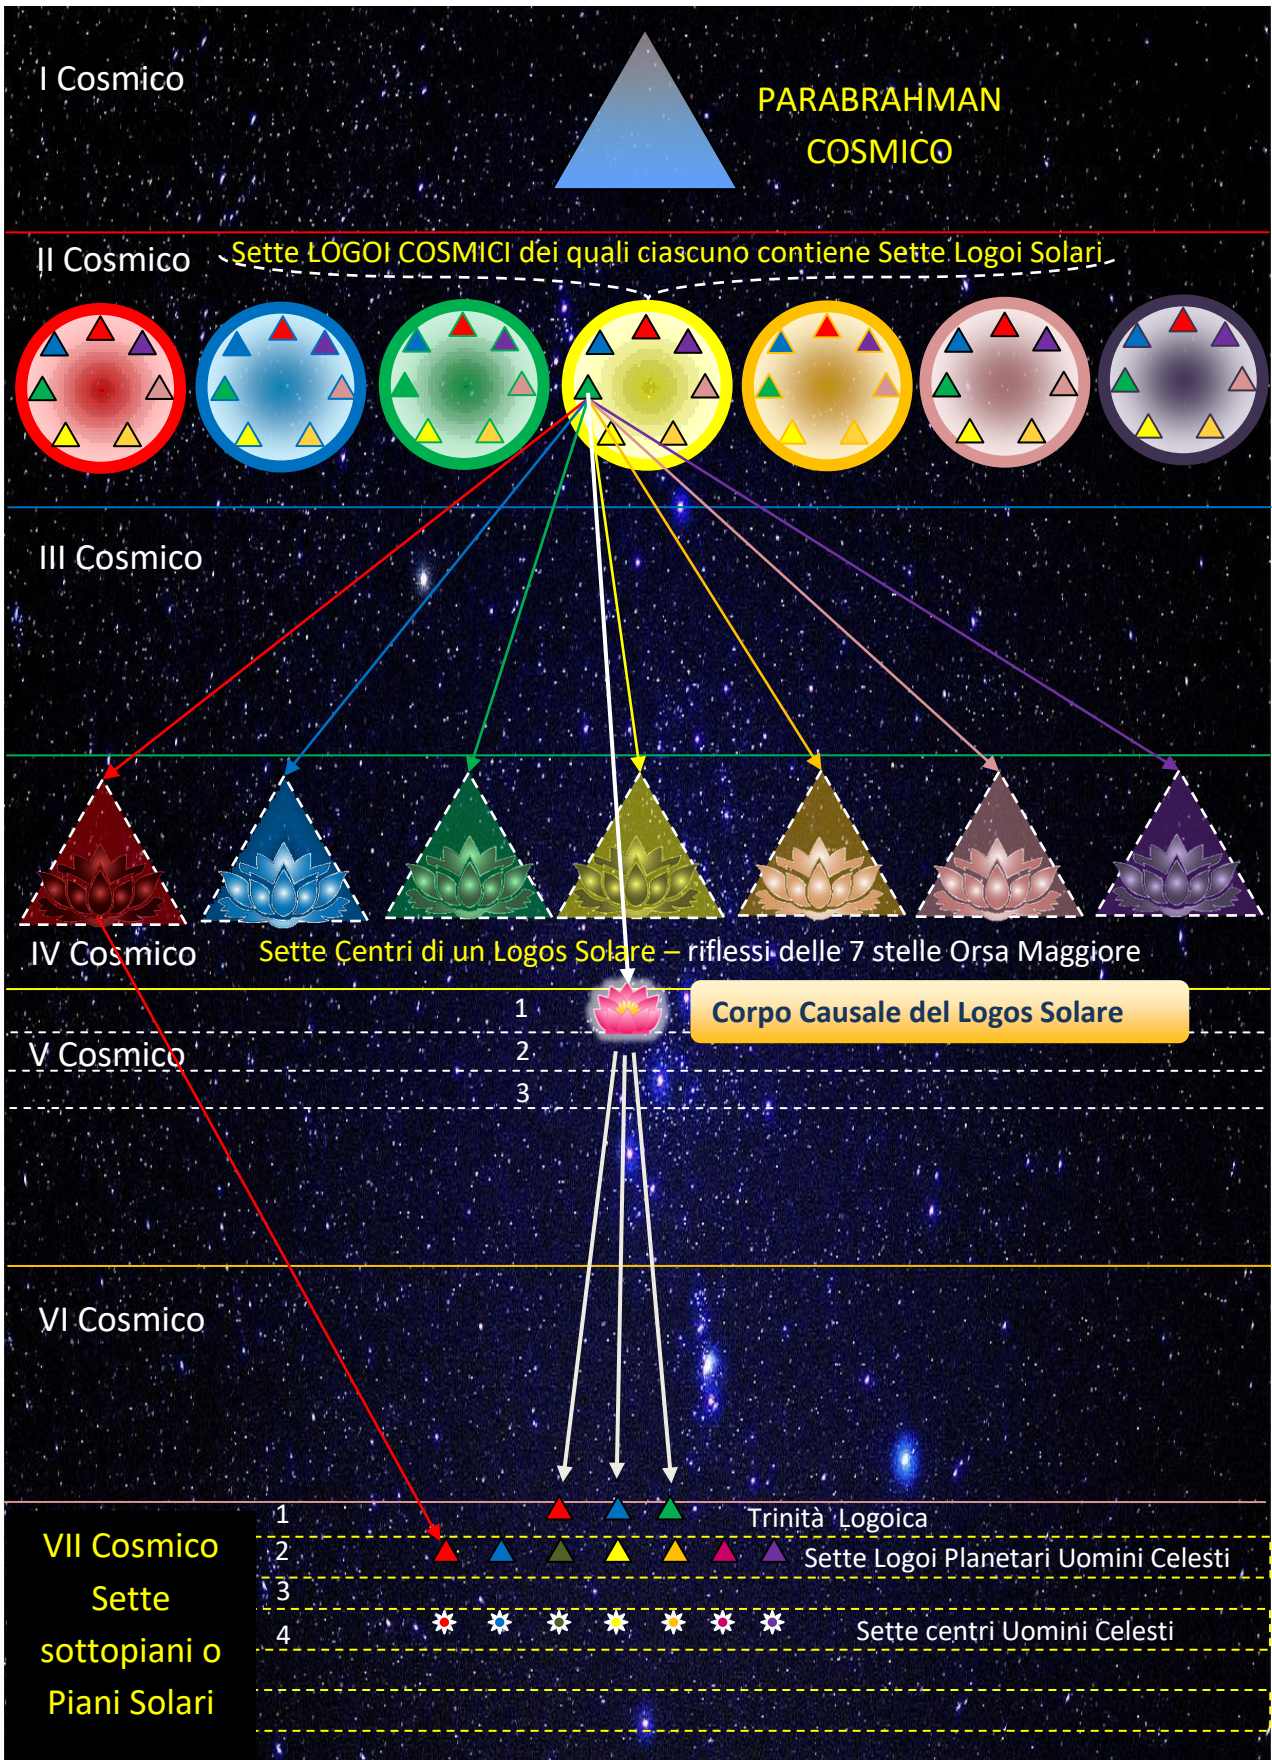 I Cosmico
PARABRAHMAN
COSMICO
II Cosmico
Sette LOGOI COSMICI dei quali ciascuno contiene Sette Logoi Solari
III Cosmico
IV Cosmico
Sette Centri di un Logos Solare – riflessi delle 7 stelle Orsa Maggiore
1
Corpo Causale del Logos Solare
V Cosmico
2
3
VI Cosmico
1
Trinità Logoica
VII Cosmico
Sette
sottopiani o
Piani Solari
2
Sette Logoi Planetari Uomini Celesti
3
4
Sette centri Uomini Celesti